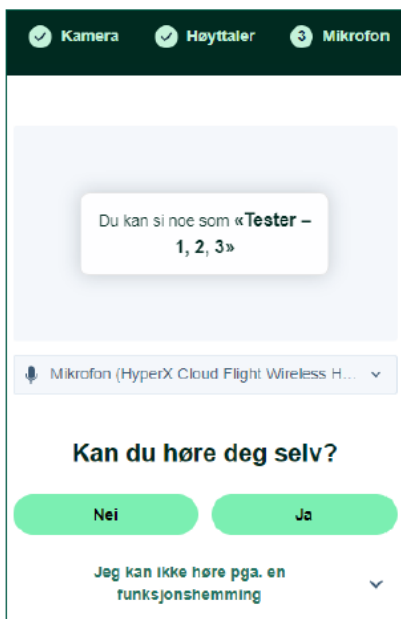 Kamera Høyttaler 3 Mikrofon
Du kan si noe som «Tester –
1, 2, 3»
Mikrofon (HyperX Cloud Flight Wireless H...
Kan du høre deg selv?
Nei Ja
Jeg kan ikke høre pga. en
funksjonshemming